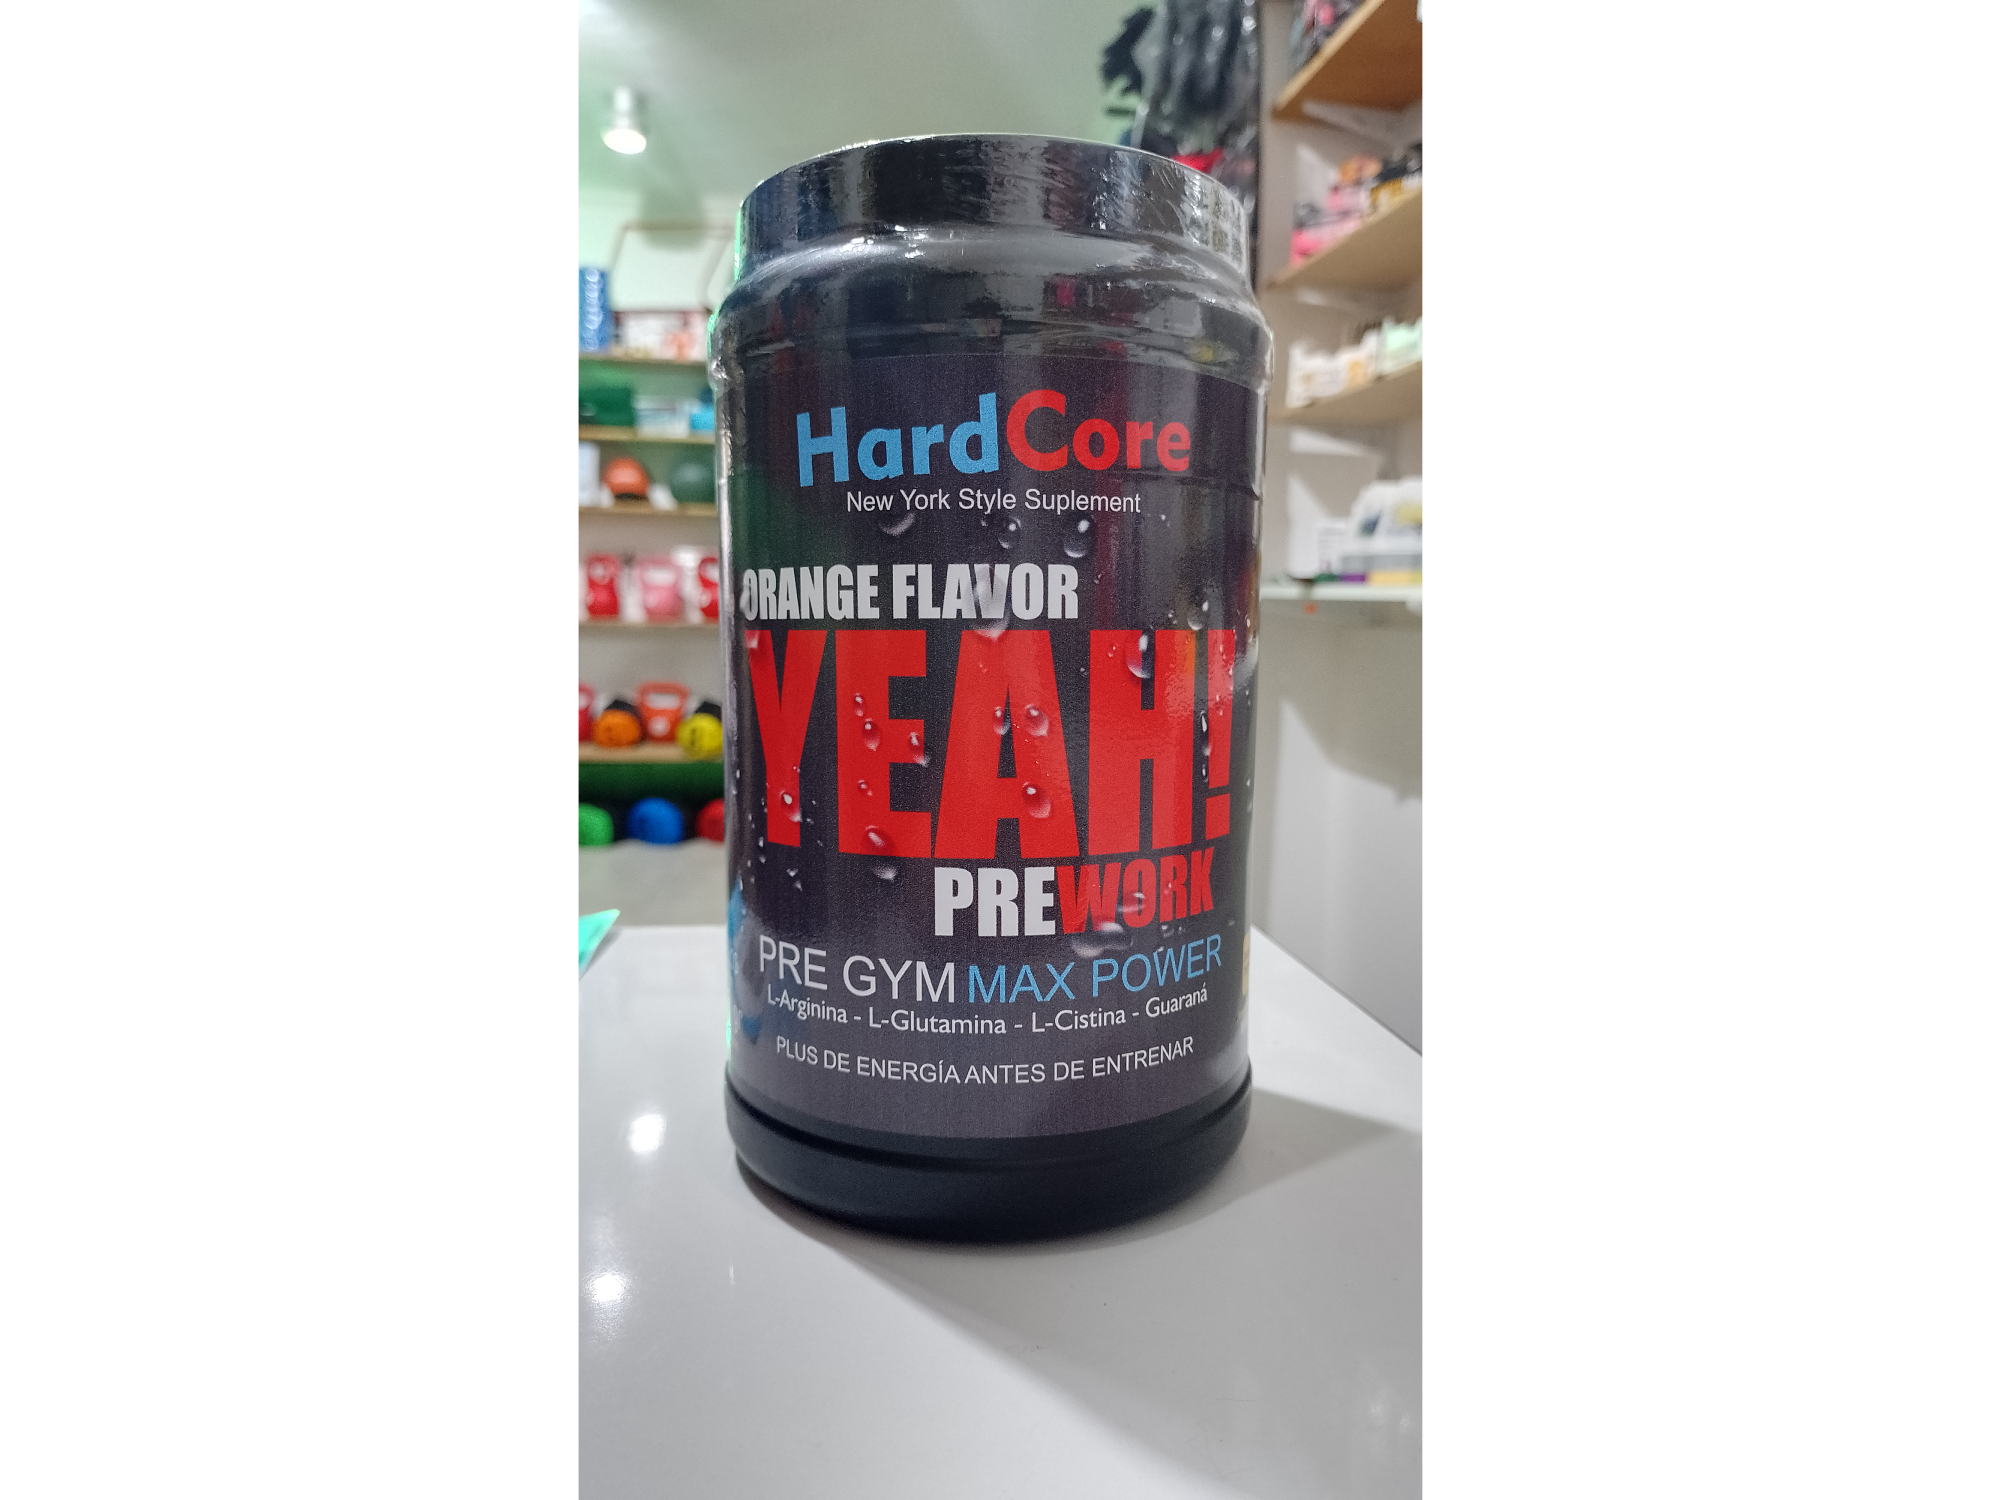 HardCore
New York Style Suplement
ORANGE FLAVOR
YEAH!
PREWORK
PRE GYM MAX POWER
L-Arginina - L-Glutamina - L-Cistina - Guaraná
PLUS DE ENERGÍA ANTES DE ENTRENAR